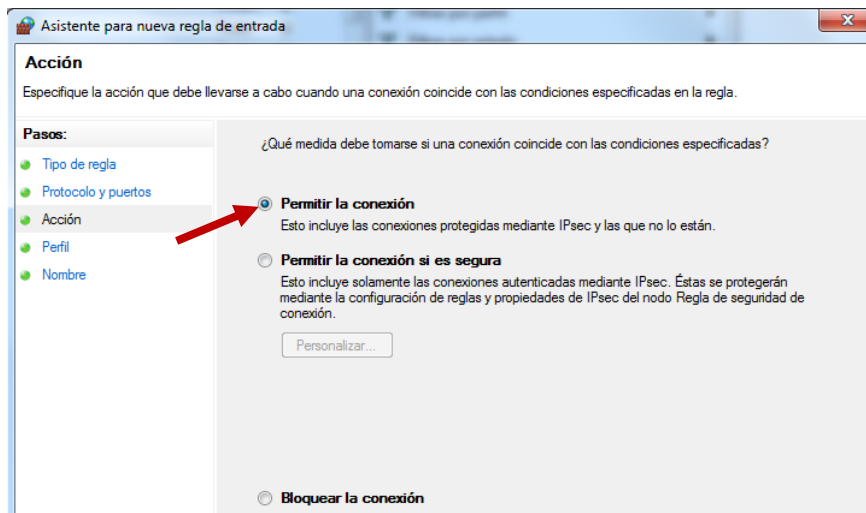 Asistente para nueva regla de entrada
Acción
Especifique la acción que debe llevarse a cabo cuando una conexión coincide con las condiciones especificadas en la regla.
Pasos:
Tipo de regla
Protocolo y puertos
Acción
Perfil
Nombre
¿Qué medida debe tomarse si una conexión coincide con las condiciones especificadas?
Permitir la conexión
Esto incluye las conexiones protegidas mediante IPsec y las que no lo están.
Permitir la conexión si es segura
Esto incluye solamente las conexiones autenticadas mediante IPsec. Éstas se protegerán
mediante la configuración de reglas y propiedades de IPsec del nodo Regla de seguridad de
conexión.
Personalizar...
Bloquear la conexión